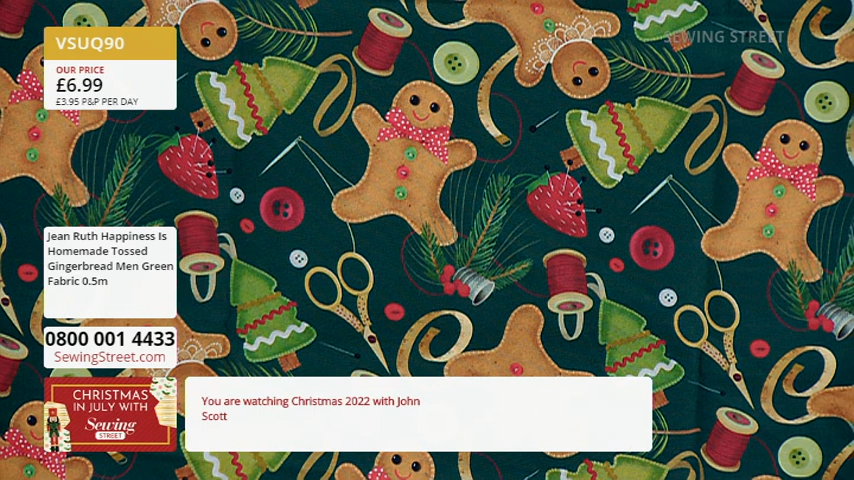 VSUQ90
OUR PRICE
£6.99
£3.95 P&P PER DAY
SEWING STREET
Jean Ruth Happiness Is
Homemade Tossed
Gingerbread Men Green
Fabric 0.5m
0800 001 4433
SewingStreet.com
CHRISTMAS
IN JULY WITH
Sewing
STREET
You are watching Christmas 2022 with John
Scott